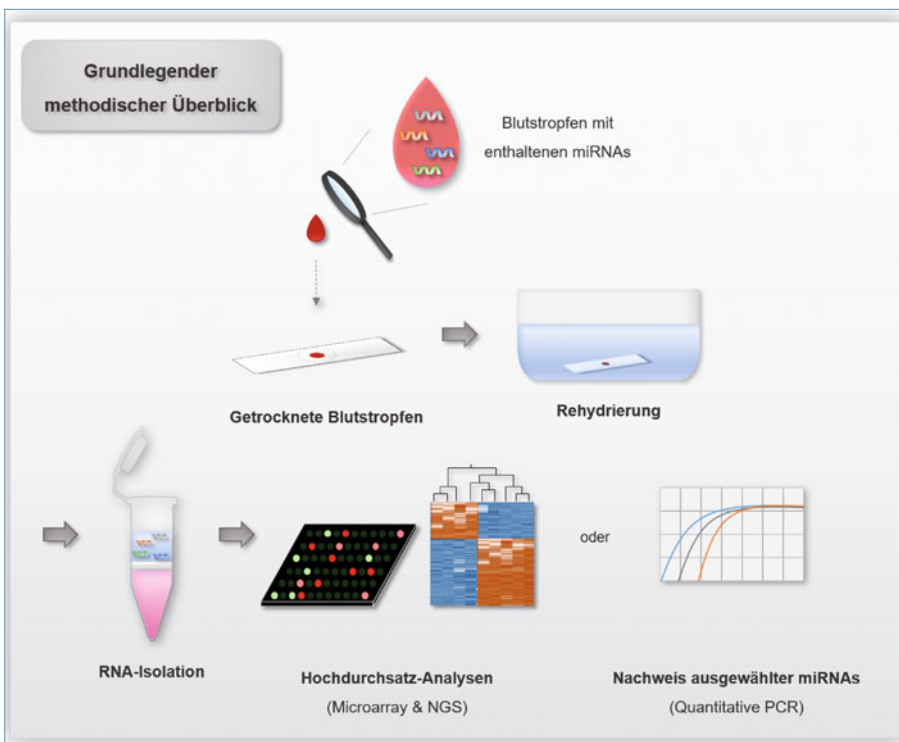 Grundlegender
methodischer Überblick
Blutstropfen mit
enthaltenen miRNAs
Getrocknete Blutstropfen
Rehydrierung
oder
RNA-Isolation
Hochdurchsatz-Analysen
(Microarray & NGS)
Nachweis ausgewählter miRNAs
(Quantitative PCR)